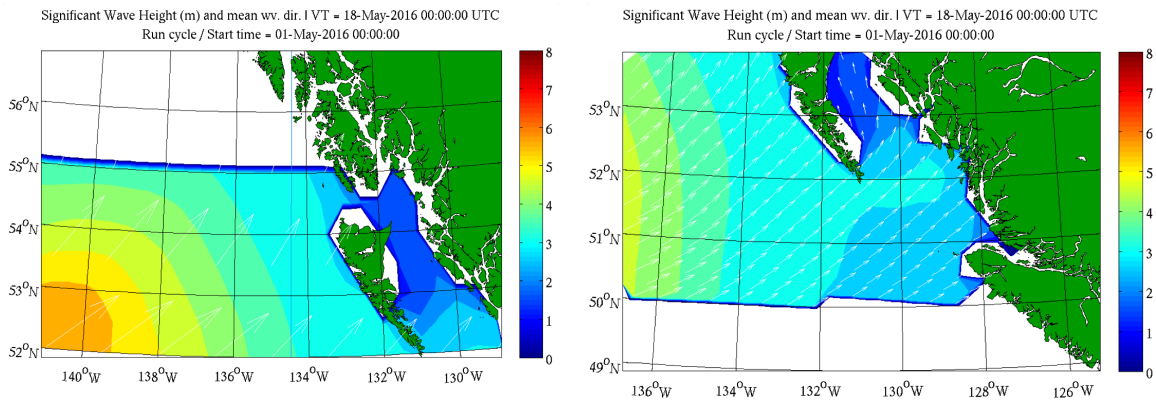 Significant Wave Height (m) and mean wv. dir. | VT = 18-May-2016 00:00:00 UTC
Run cycle / Start time = 01-May-2016 00:00:00
56°N
55°N
54°N
53°N
52°N
140°W 138°W 136°W 134°W 132°W 130°W
8
7
6
5
4
3
2
1
0
Significant Wave Height (m) and mean wv. dir. | VT = 18-May-2016 00:00:00 UTC
Run cycle / Start time = 01-May-2016 00:00:00
53°N
52°N
51°N
50°N
49°N
136°W 134°W 132°W 130°W 128°W 126°W
8
7
6
5
4
3
2
1
0